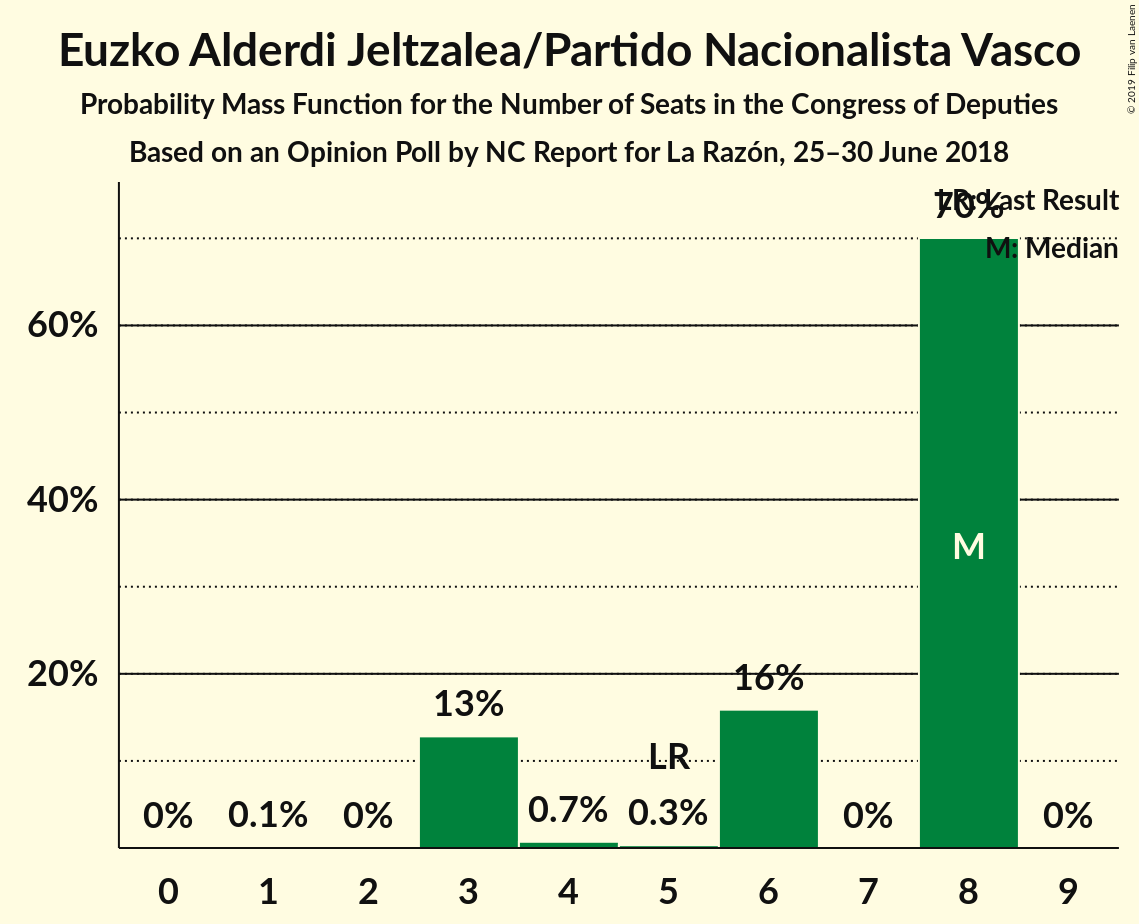 Euzko Alderdi Jeltzalea/Partido Nacionalista Vasco
Probability Mass Function for the Number of Seats in the Congress of Deputies
Based on an Opinion Poll by NC Report for La Razón, 25–30 June 2018
© 2019 Filip van Laenen
LR: Last Result
M: Median
70%
60%
40%
20%
M
16%
13%
LR
0%
0.1%
0%
0.7%
0.3%
0%
0%
0 1 2 3 4 5 6 7 8 9